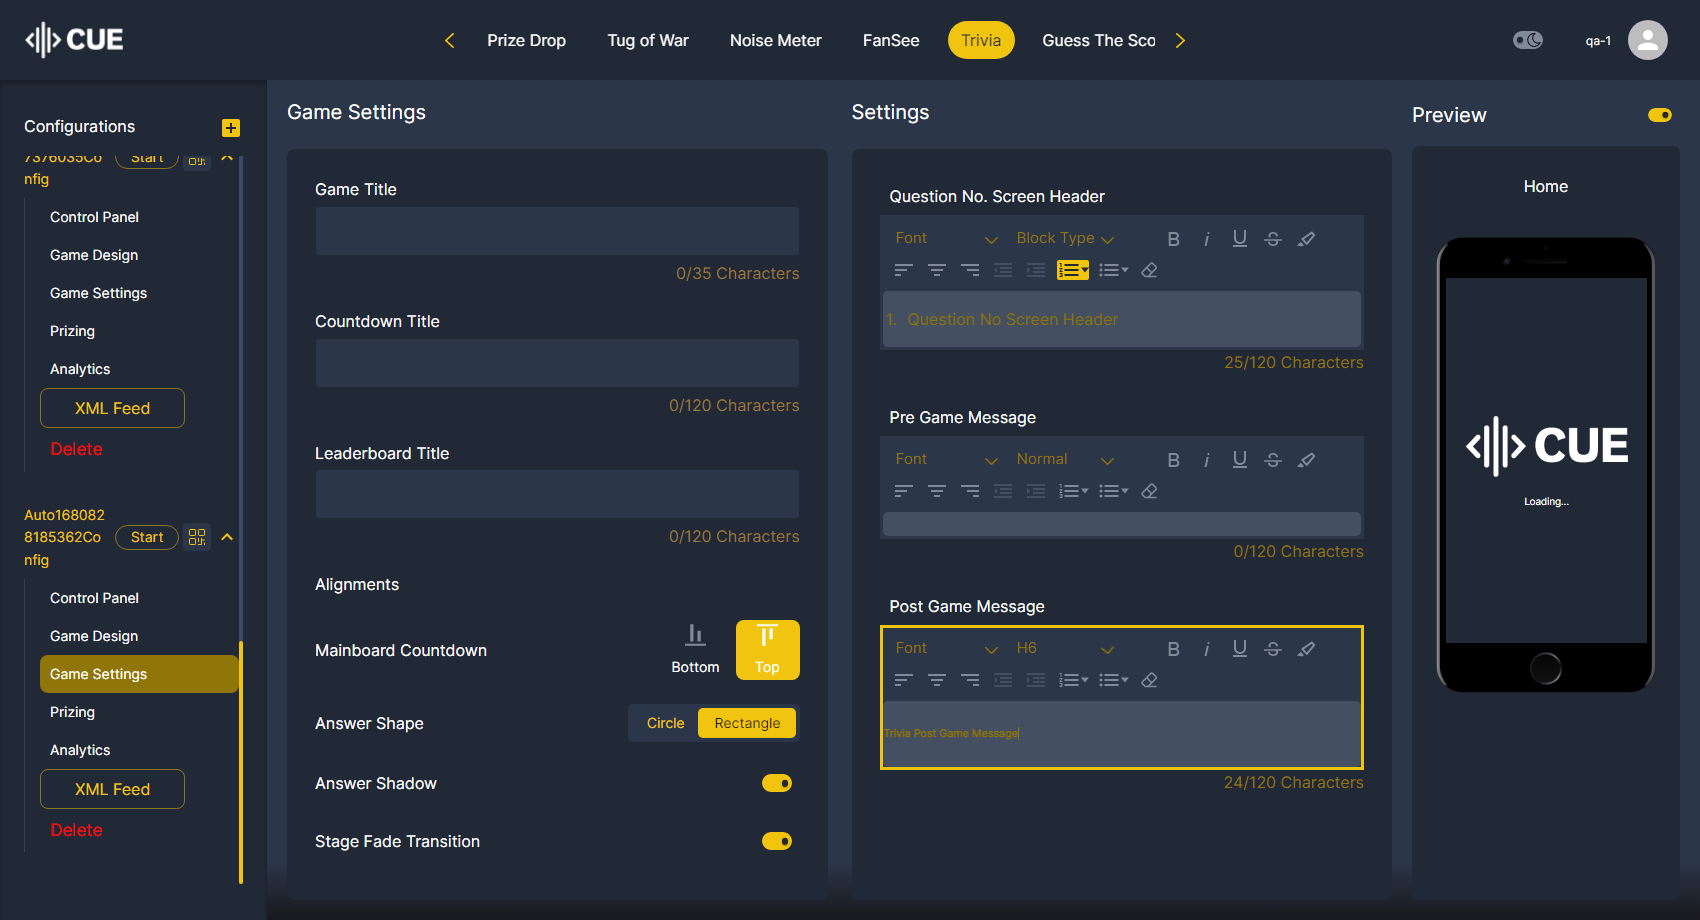 CUE
Prize Drop
Tug of War
Noise Meter
FanSee
Trivia
Guess The Sco
qa-1
Configurations
7376035Co
nfig
Start
Control Panel
Game Design
Game Settings
Prizing
Analytics
XML Feed
Delete
Auto168082
8185362Co
nfig
Start
Control Panel
Game Design
Game Settings
Prizing
Analytics
XML Feed
Delete
Game Settings
Game Title
0/35 Characters
Countdown Title
0/120 Characters
Leaderboard Title
0/120 Characters
Alignments
Mainboard Countdown
Bottom
Top
Answer Shape
Circle
Rectangle
Answer Shadow
Stage Fade Transition
Settings
Question No. Screen Header
Font
Block Type
B
i
U
S
1. Question No Screen Header
25/120 Characters
Pre Game Message
Font
Normal
B
i
U
S
0/120 Characters
Post Game Message
Font
H6
B
i
U
S
Trivia Post Game Message
24/120 Characters
Preview
Home
CUE
Loading...